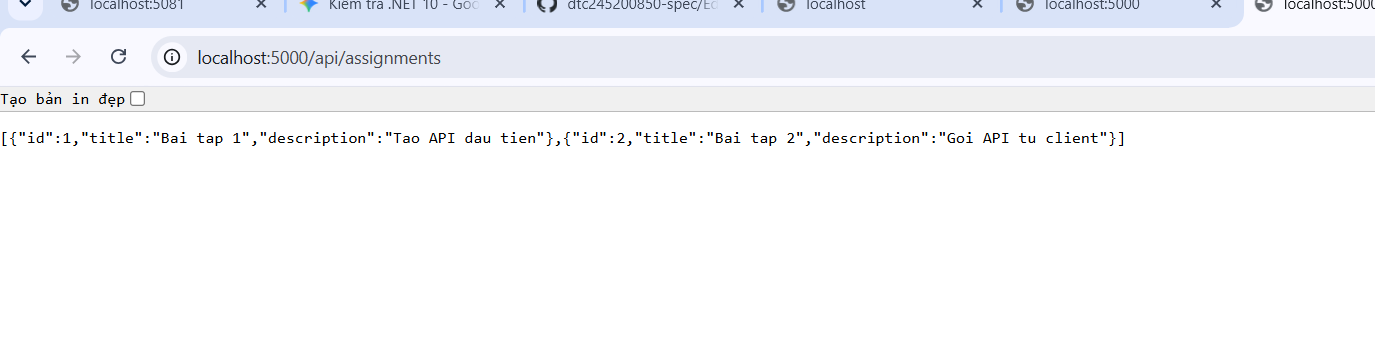 localhost:5081 Kiểm tra .NET 10 - Goo dtc245200850-spec/Ed localhost localhost:5000 localhost:5000
localhost:5000/api/assignments
Tạo bản in đẹp
[{"id":1,"title":"Bai tap 1","description":"Tao API dau tien"},{"id":2,"title":"Bai tap 2","description":"Goi API tu client"}]